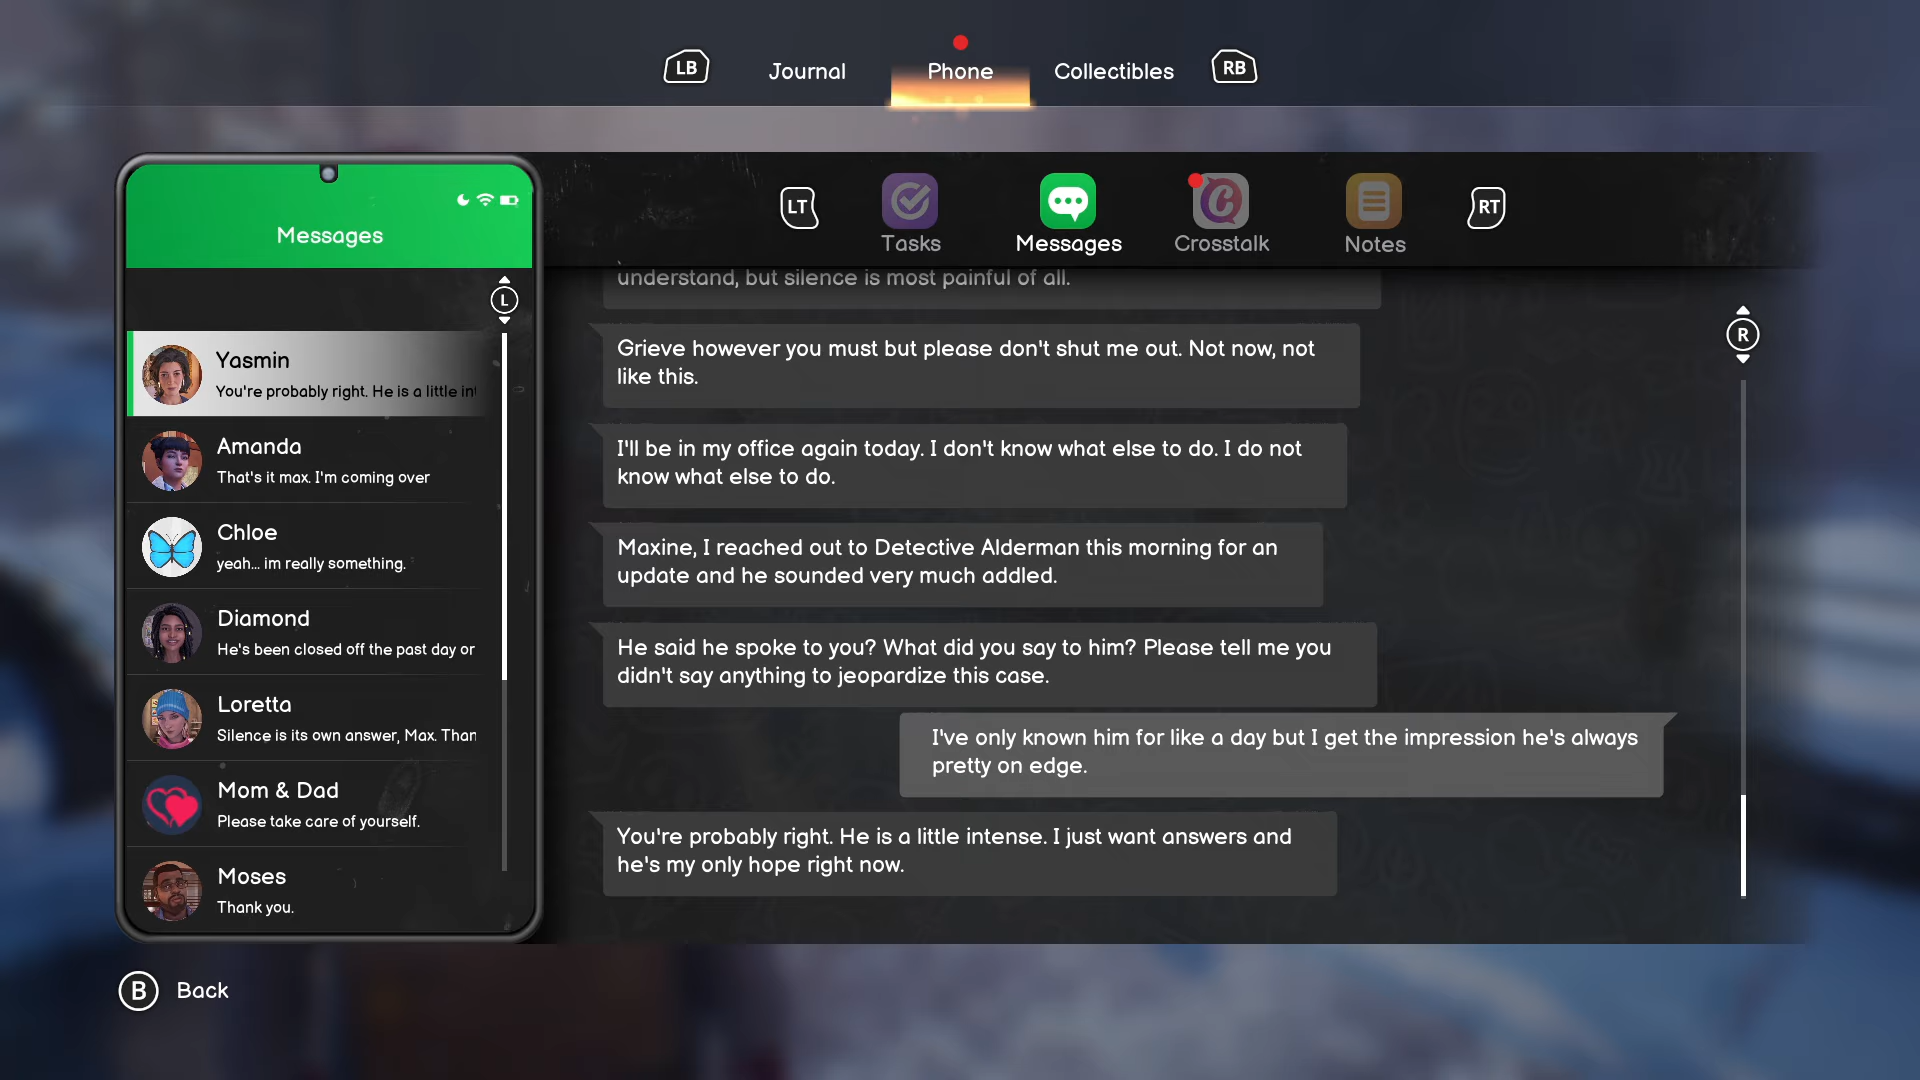 LB
Journal
Phone
Collectibles
RB
Messages
LT
Tasks
Messages
Crosstalk
Notes
RT
L
Yasmin
You're probably right. He is a little in
Amanda
That's it max. I'm coming over
Chloe
yeah... im really something.
Diamond
He's been closed off the past day or
Loretta
Silence is its own answer, Max. Than
Mom & Dad
Please take care of yourself.
Moses
Thank you.
understand, but silence is most painful of all.
Grieve however you must but please don't shut me out. Not now, not
like this.
I'll be in my office again today. I don't know what else to do. I do not
know what else to do.
Maxine, I reached out to Detective Alderman this morning for an
update and he sounded very much addled.
He said he spoke to you? What did you say to him? Please tell me you
didn't say anything to jeopardize this case.
I've only known him for like a day but I get the impression he's always
pretty on edge.
You're probably right. He is a little intense. I just want answers and
he's my only hope right now.
R
B
Back